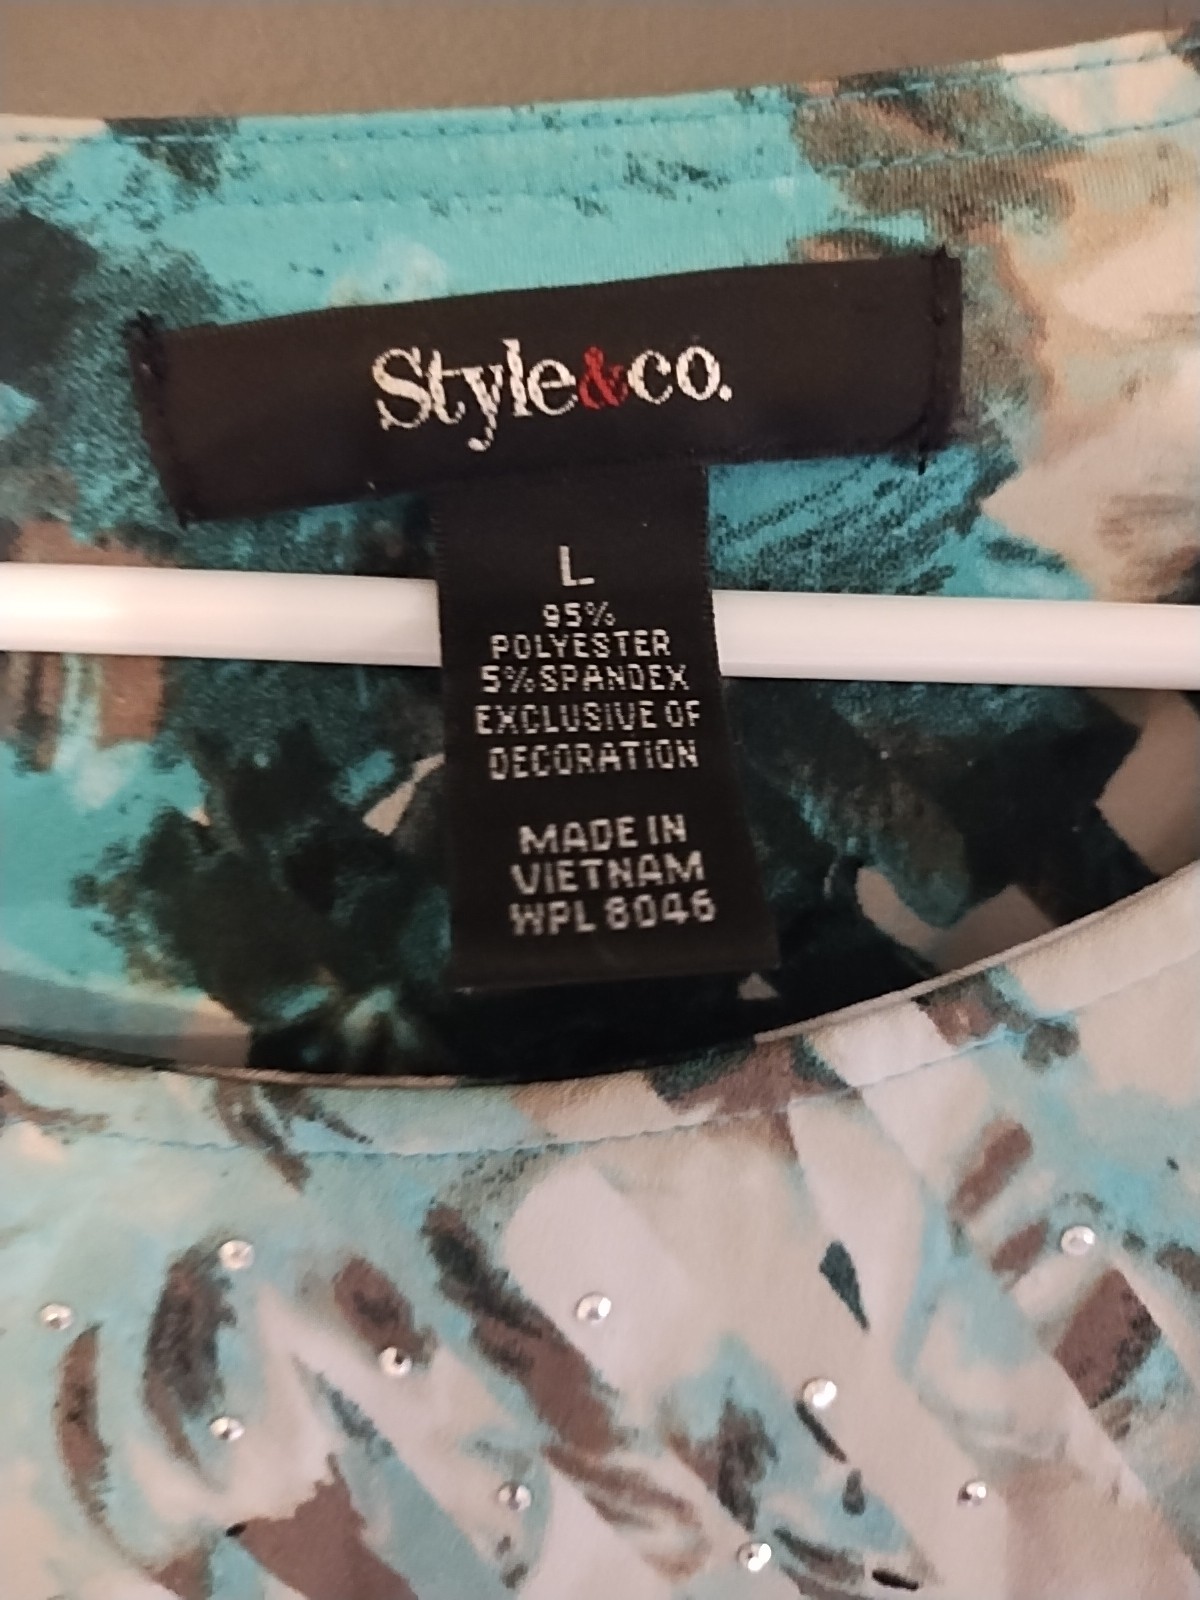 Style&co.
L
95%
POLYESTER
5%SPANDEX
EXCLUSIVE OF
DECORATION
MADE IN
VIETNAM
WPL 8046